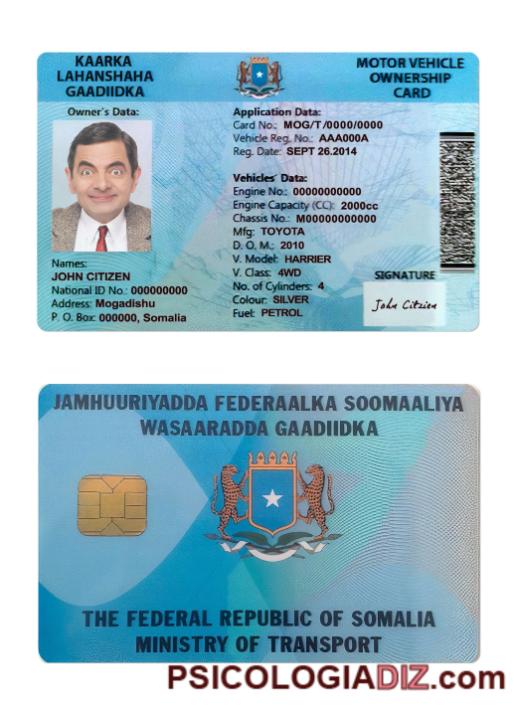 KAARKA
LAHANSHAHA
GAADIIDKA
MOTOR VEHICLE
OWNERSHIP
CARD
Owner's Data:
Names:
JOHN CITIZEN
National ID No.: 000000000
Address: Mogadishu
P. O. Box: 000000, Somalia
Application Data:
Card No.: MOG/T/0000/0000
Vehicle Reg. No.: AAA000A
Reg. Date: SEPT 26.2014
Vehicles' Data:
Engine No.: 00000000000
Engine Capacity (CC): 2000cc
Chassis No.: M00000000000
Mfg: TOYOTA
D. O. M.: 2010
V. Model: HARRIER
V. Class: 4WD
No. of Cylinders: 4
Colour: SILVER
Fuel: PETROL
SIGNATURE
John Citzien
JAMHUURIYADDA FEDERAALKA SOOMAALIYA
WASAARADDA GAADIIDKA
THE FEDERAL REPUBLIC OF SOMALIA
MINISTRY OF TRANSPORT
PSICOLOGIADIZ.com